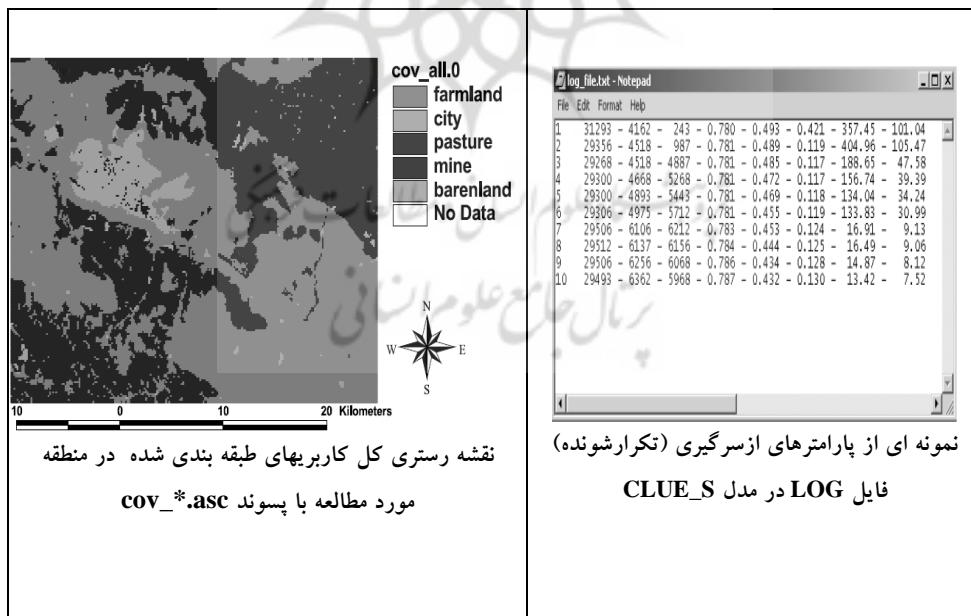 cov_all.0
farmland
city
pasture
mine
barenland
No Data
N
W E
S
10 0 10 20 Kilometers
نقشه رستری کل کاربریهای طبقه بندی شده در منطقه
مورد مطالعه با پسوند cov_*.asc
log_file.txt - Notepad
File Edit Format Help
1 31293 - 4162 - 243 - 0.780 - 0.493 - 0.421 - 357.45 - 101.04
2 29356 - 4518 - 987 - 0.781 - 0.489 - 0.119 - 404.96 - 105.47
3 29268 - 4518 - 4887 - 0.781 - 0.485 - 0.117 - 188.65 - 47.58
4 29300 - 4668 - 5268 - 0.781 - 0.472 - 0.117 - 156.74 - 39.39
5 29300 - 4893 - 5443 - 0.781 - 0.469 - 0.118 - 134.04 - 34.24
6 29306 - 4975 - 5712 - 0.781 - 0.455 - 0.119 - 133.83 - 30.99
7 29506 - 6106 - 6212 - 0.783 - 0.453 - 0.124 - 16.91 - 9.13
8 29512 - 6137 - 6156 - 0.784 - 0.444 - 0.125 - 16.49 - 9.06
9 29506 - 6256 - 6068 - 0.786 - 0.434 - 0.128 - 14.87 - 8.12
10 29493 - 6362 - 5968 - 0.787 - 0.432 - 0.130 - 13.42 - 7.52
نمونه ای از پارامترهای ازسرگیری (تکرارشونده)
فایل LOG در مدل CLUE_S
پرتال جامع علوم انسانی